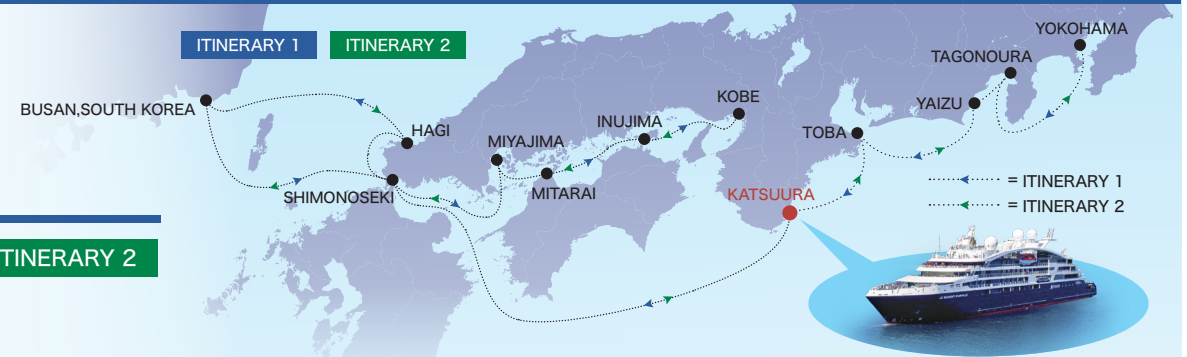 ITINERARY 1
ITINERARY 2
YOKOHAMA
TAGONOURA
BUSAN,SOUTH KOREA
KOBE
YAIZU
INUJIMA
HAGI
TOBA
MIYAJIMA
= ITINERARY 1
MITARAI
SHIMONOSEKI
KATSUURA
= ITINERARY 2
TINERARY 2